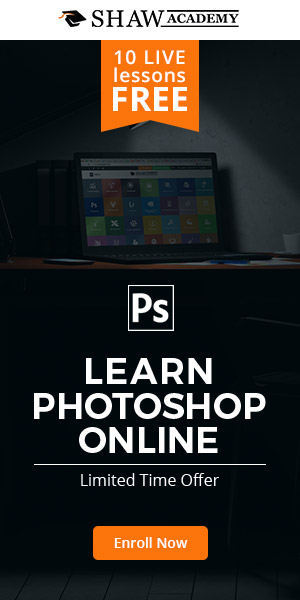 SHAW ACADEMY
10 LIVE
lessons
FREE
Ps
LEARN
PHOTOSHOP
ONLINE
Limited Time Offer
Enroll Now